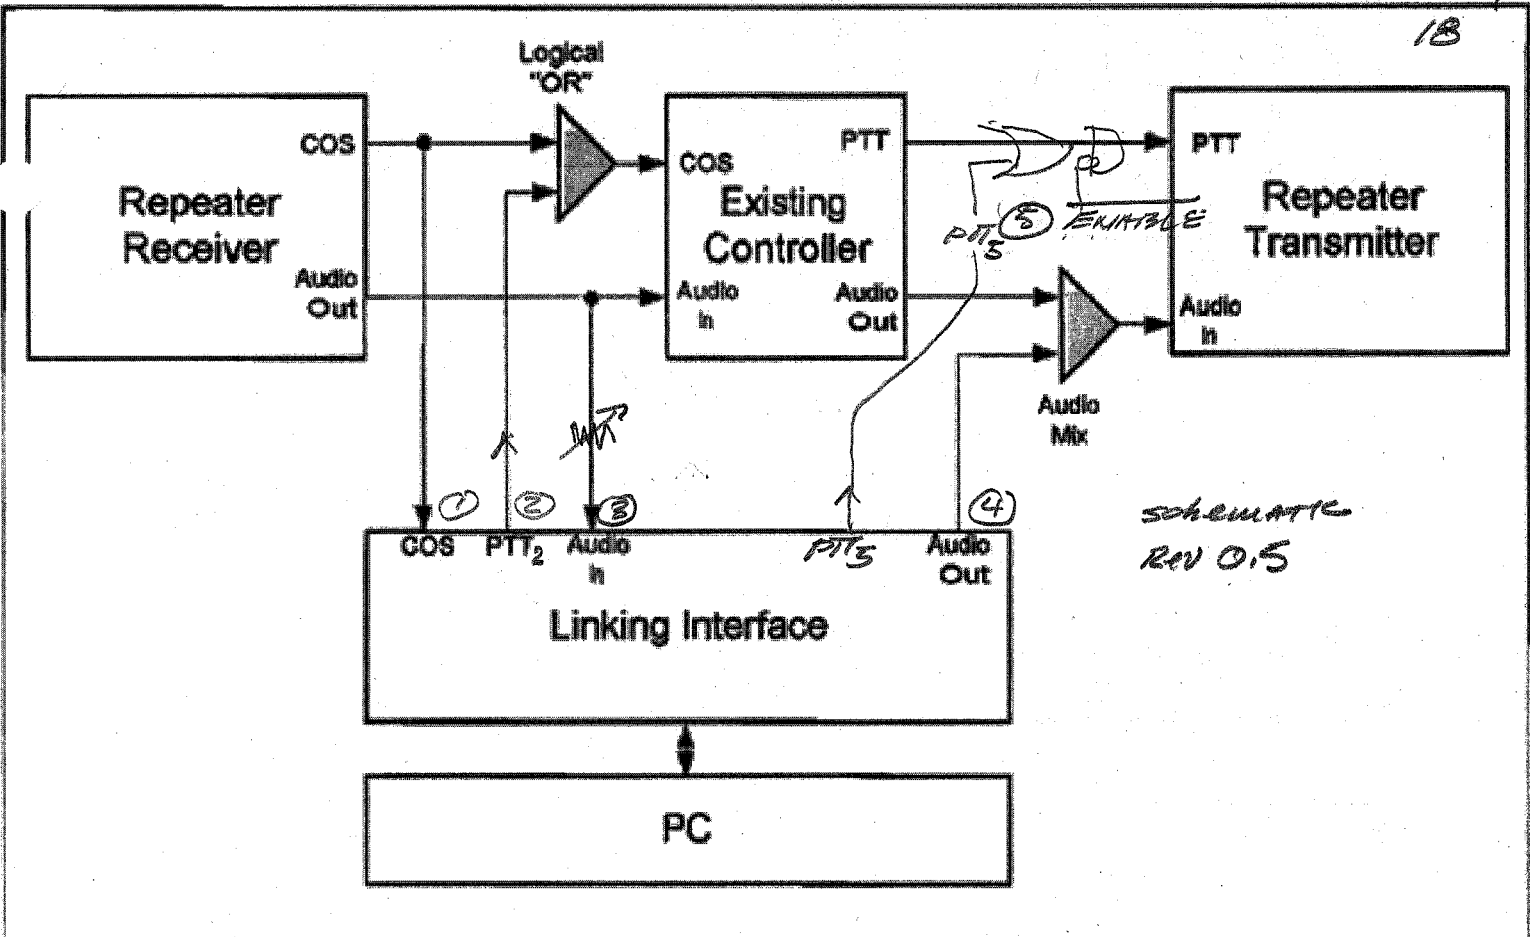 18
Logical
"OR"
COS
Repeater
Receiver
Audio
Out
COS
PTT
Existing
Controller
Audio
In
Audio
Out
PTT5
5
ENABLE
PTT
Repeater
Transmitter
Audio
In
Audio
Mix
1
2
3
4
COS
PTT2
Audio
In
PTT5
Audio
Out
Linking Interface
schematic
Rev 0.5
PC